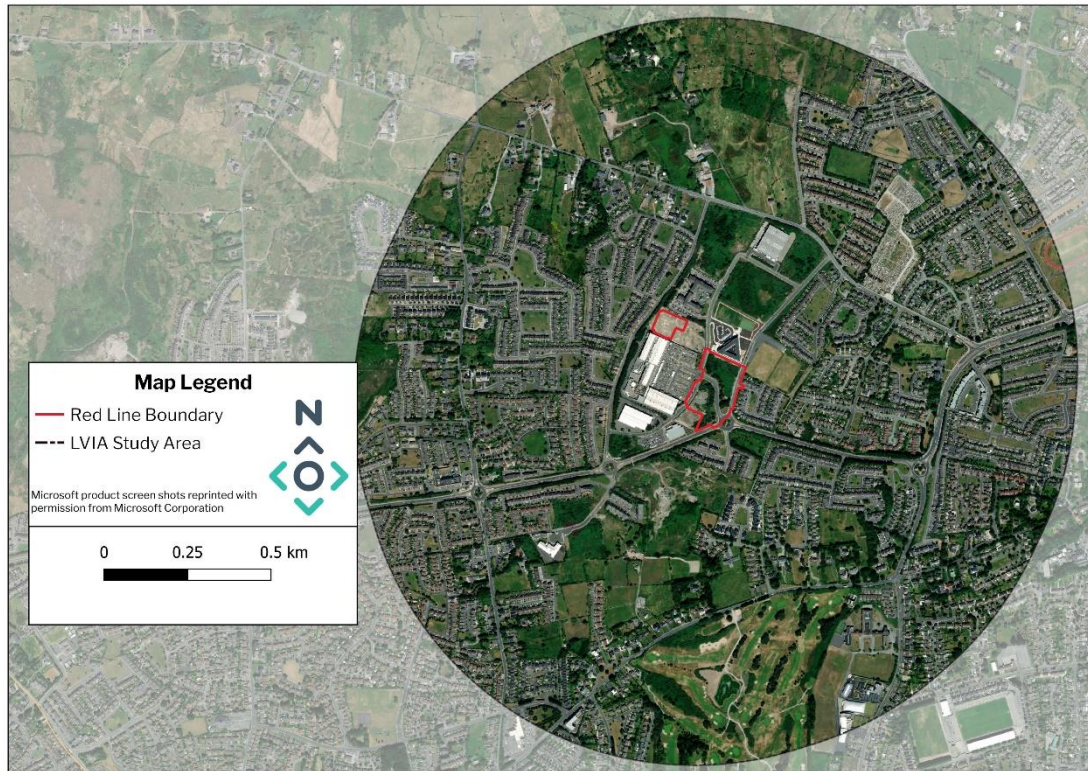 Map Legend
Red Line Boundary
LVIA Study Area
N
Microsoft product screen shots reprinted with
permission from Microsoft Corporation
0 0.25 0.5 km